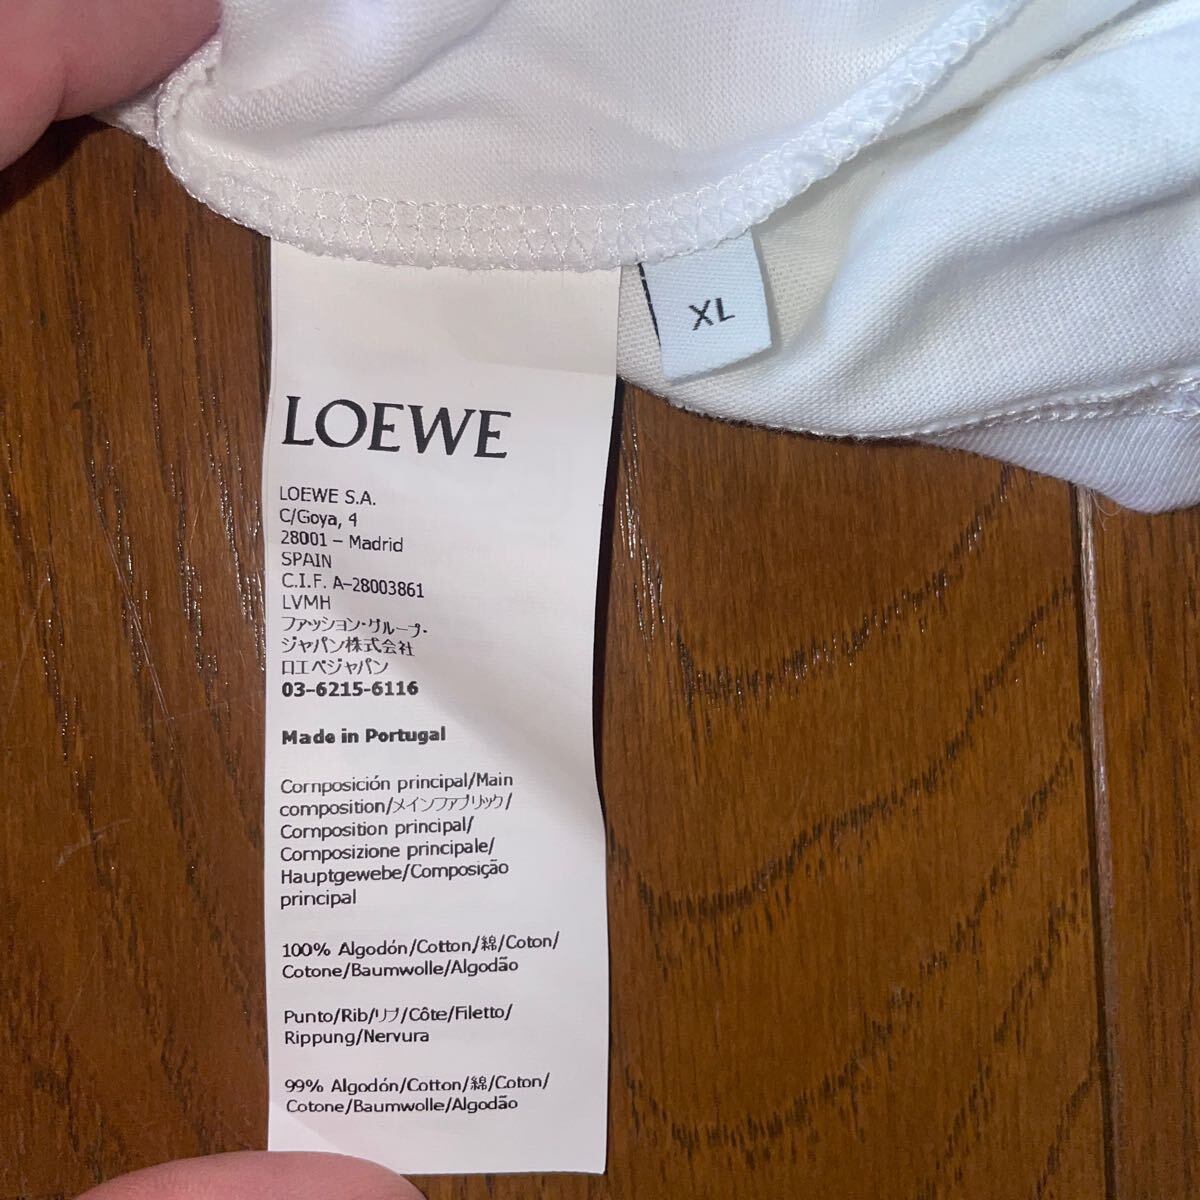 XL
LOEWE
LOEWE S.A.
C/Goya, 4
28001 – Madrid
SPAIN
C.I.F. A-28003861
LVMH
ファッション・グループ・
ジャパン株式会社
ロエベジャパン
03-6215-6116
Made in Portugal
Composición principal/Main
composition/メインファブリック/
Composition principal/
Composizione principale/
Hauptgewebe/Composição
principal
100% Algodón/Cotton/綿/Coton/
Cotone/Baumwolle/Algodão
Punto/Rib/リブ/Côte/Filetto/
Rippung/Nervura
99% Algodón/Cotton/綿/Coton/
Cotone/Baumwolle/Algodão